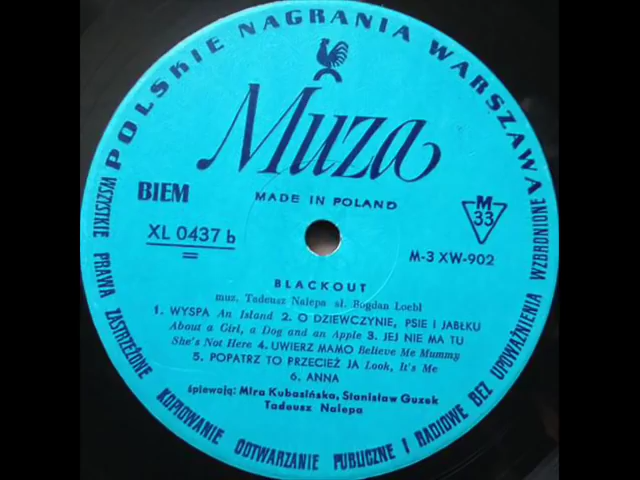 POLSKIE NAGRANIA WARSZAWA
Muza
MADE IN POLAND
BIEM
XL 0437 b
M
33
M-3 XW-902
BLACKOUT
muz. Tadeusz Nalepa sł. Bogdan Loebl
1. WYSPA An Island 2. O DZIEWCZYNIE, PSIE I JABŁKU
About a Girl, a Dog and an Apple 3. JEJ NIE MA TU
She's Not Here 4. UWIERZ MAMO Believe Me Mummy
5. POPATRZ TO PRZECIEŻ JA Look, It's Me
6. ANNA
śpiewają: Mira Kubasińska, Stanisław Guzek
Tadeusz Nalepa
WSZYSTKIE PRAWA ZASTRZEŻONE KOPIOWANIE ODTWARZANIE PUBLICZNE I RADIOWE BEZ UPOWAŻNIENIA WZBRONIONE